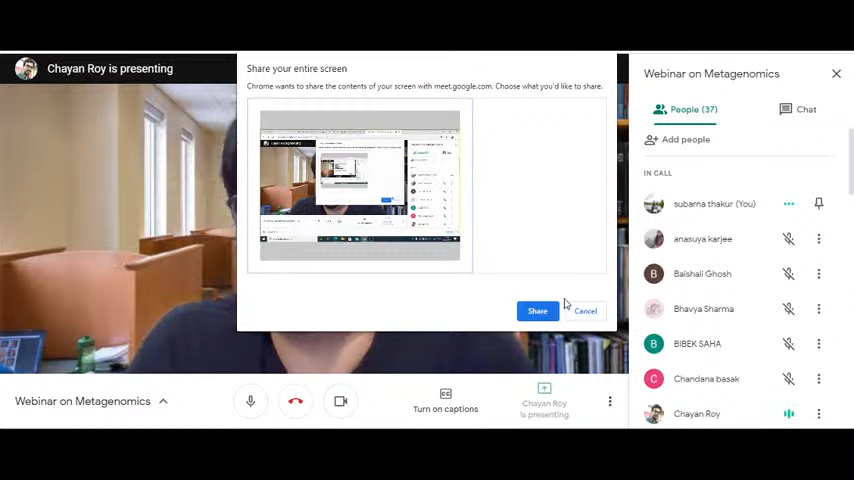 Chayan Roy is presenting
Share your entire screen
Chrome wants to share the contents of your screen with meet.google.com. Choose what you'd like to share.
Share
Cancel
Webinar on Metagenomics
Turn on captions
Chayan Roy
is presenting
Webinar on Metagenomics
People (37)
Chat
Add people
IN CALL
subarna thakur (You)
anasuya karjee
B
Baishali Ghosh
Bhavya Sharma
B
BIBEK SAHA
C
Chandana basak
Chayan Roy